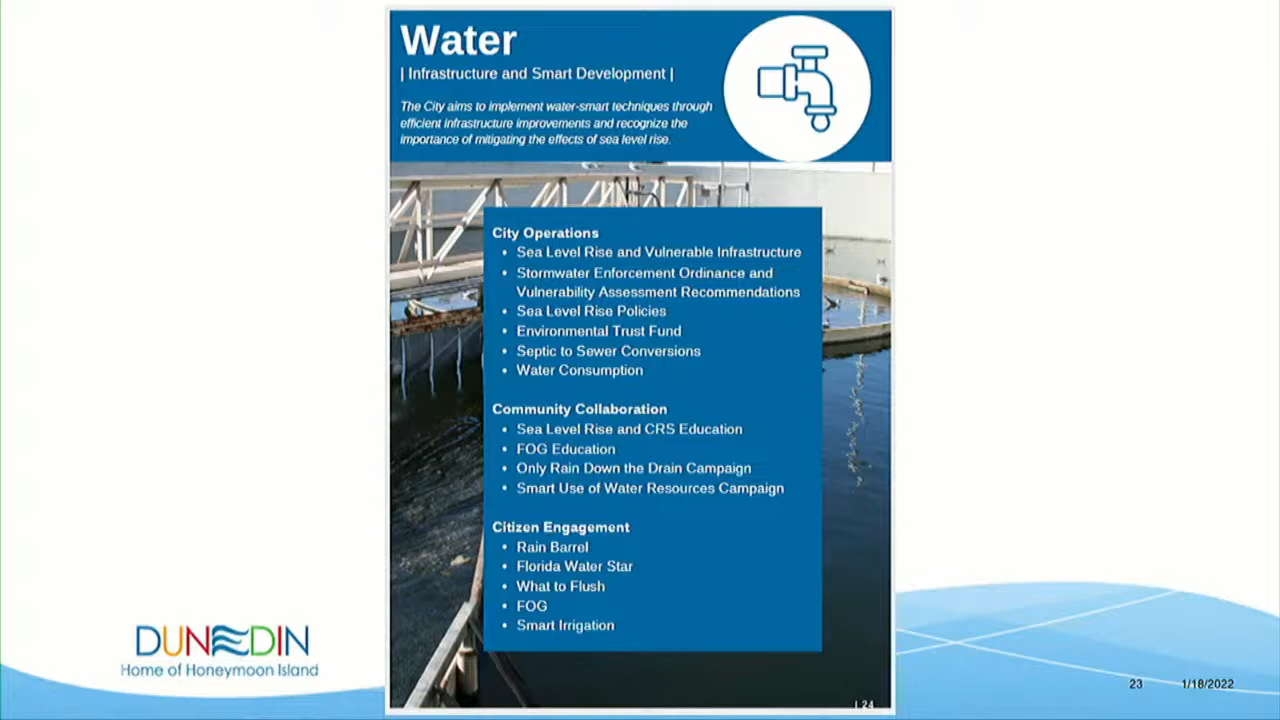 Water
| Infrastructure and Smart Development |
The City aims to implement water-smart techniques through
efficient infrastructure improvements and recognize the
importance of mitigating the effects of sea level rise.
City Operations
• Sea Level Rise and Vulnerable Infrastructure
• Stormwater Enforcement Ordinance and
Vulnerability Assessment Recommendations
• Sea Level Rise Policies
• Environmental Trust Fund
• Septic to Sewer Conversions
• Water Consumption
Community Collaboration
• Sea Level Rise and CRS Education
• FOG Education
• Only Rain Down the Drain Campaign
• Smart Use of Water Resources Campaign
Citizen Engagement
• Rain Barrel
• Florida Water Star
• What to Flush
• FOG
• Smart Irrigation
| 24
DUNEDIN
Home of Honeymoon Island
23 1/18/2022